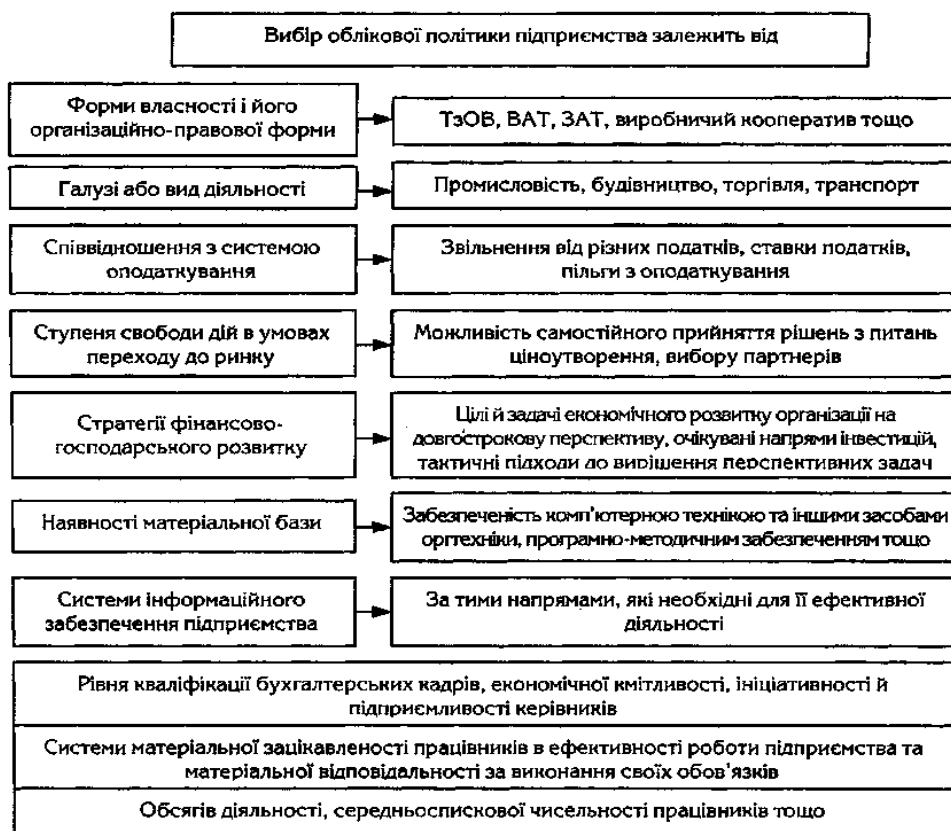 Вибір облікової політики підприємства залежить від
Форми власності і його
організаційно-правової форми
ТзОВ, ВАТ, ЗАТ, виробничий кооператив тощо
Галузі або вид діяльності
Промисловість, будівництво, торгівля, транспорт
Співвідношення з системою
оподаткування
Звільнення від різних податків, ставки податків,
пільги з оподаткування
Ступеня свободи дій в умовах
переходу до ринку
Можливість самостійного прийняття рішень з питань
ціноутворення, вибору партнерів
Стратегії фінансово-
господарського розвитку
Цілі й задачі економічного розвитку організації на
довгострокову перспективу, очікувані напрями інвестицій,
тактичні підходи до вирішення перспективних задач
Наявності матеріальної бази
Забезпеченість комп'ютерною технікою та іншими засобами
оргтехніки, програмно-методичним забезпеченням тощо
Системи інформаційного
забезпечення підприємства
За тими напрямами, які необхідні для її ефективної
діяльності
Рівня кваліфікації бухгалтерських кадрів, економічної кмітливості, ініціативності й
підприємливості керівників
Системи матеріальної зацікавленості працівників в ефективності роботи підприємства та
матеріальної відповідальності за виконання своїх обов'язків
Обсягів діяльності, середньоспискової чисельності працівників тощо